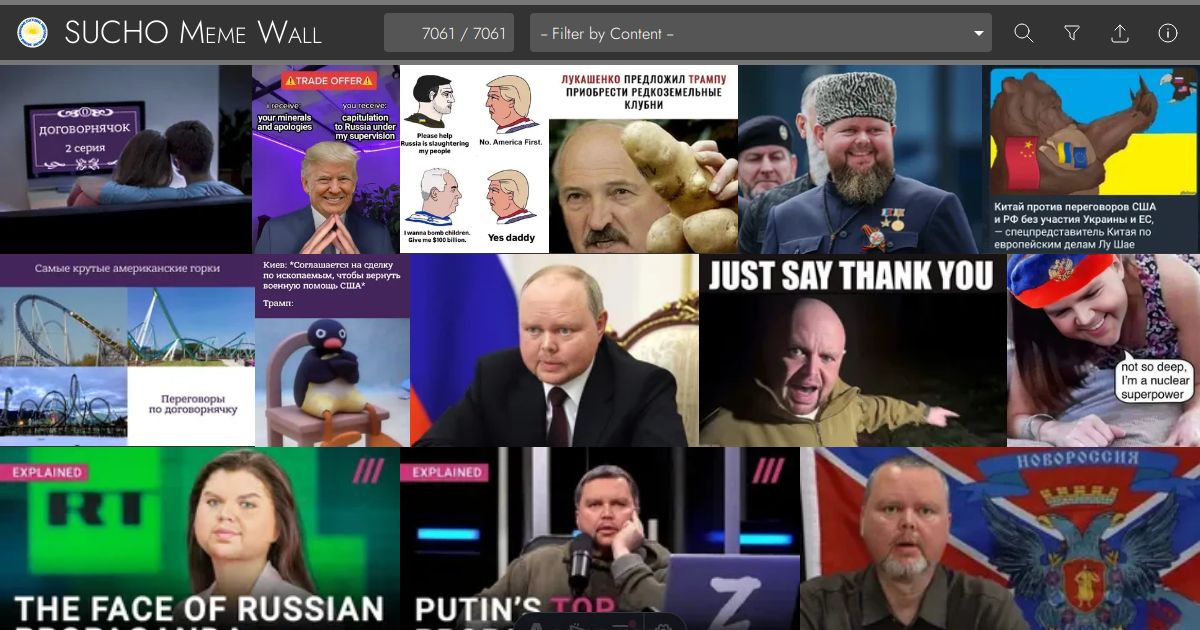 SUCHO MEME WALL
7061 / 7061
– Filter by Content –
ДОГОВОРНЯЧОК
2 серия
⚠TRADE OFFER⚠
i receive:
your minerals
and apologies
you receive:
capitulation
to Russia under
my supervision
Please help
Russia is slaughtering
my people
No. America First.
I wanna bomb children.
Give me $100 billion.
Yes daddy
ЛУКАШЕНКО ПРЕДЛОЖИЛ ТРАМПУ
ПРИОБРЕСТИ РЕДКОЗЕМЕЛЬНЫЕ
КЛУБНИ
Китай против переговоров США
и РФ без участия Украины и ЕС,
— спецпредставитель Китая по
европейским делам Лу Шае
Самые крутые американские горки
Переговоры
по договорнячку
Киев: *Соглашается на сделку
по ископаемым, чтобы вернуть
военную помощь США*
Трамп:
JUST SAY THANK YOU
not so deep,
I'm a nuclear
superpower
EXPLAINED
RT
THE FACE OF RUSSIAN
PROPAGANDA
EXPLAINED
Z
PUTIN'S TOP
НОВОРОССИЯ